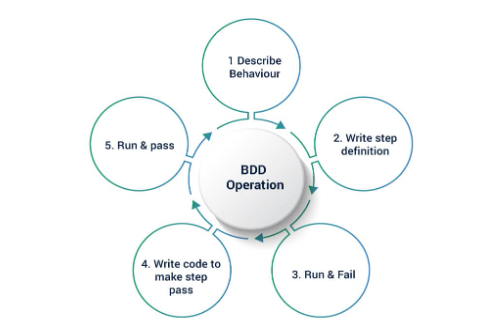 1 Describe
Behaviour
2. Write step
definition
3. Run & Fail
4. Write code to
make step
pass
5. Run & pass
BDD
Operation